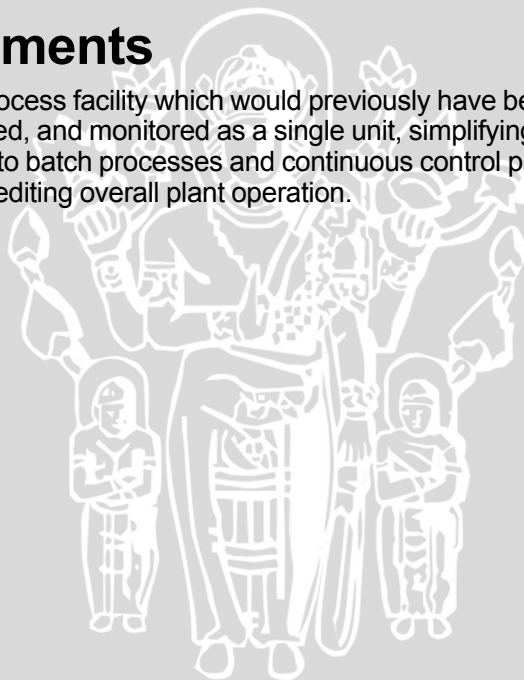 ments
ocess facility which would previously have be
ed, and monitored as a single unit, simplifying
to batch processes and continuous control p
editing overall plant operation.